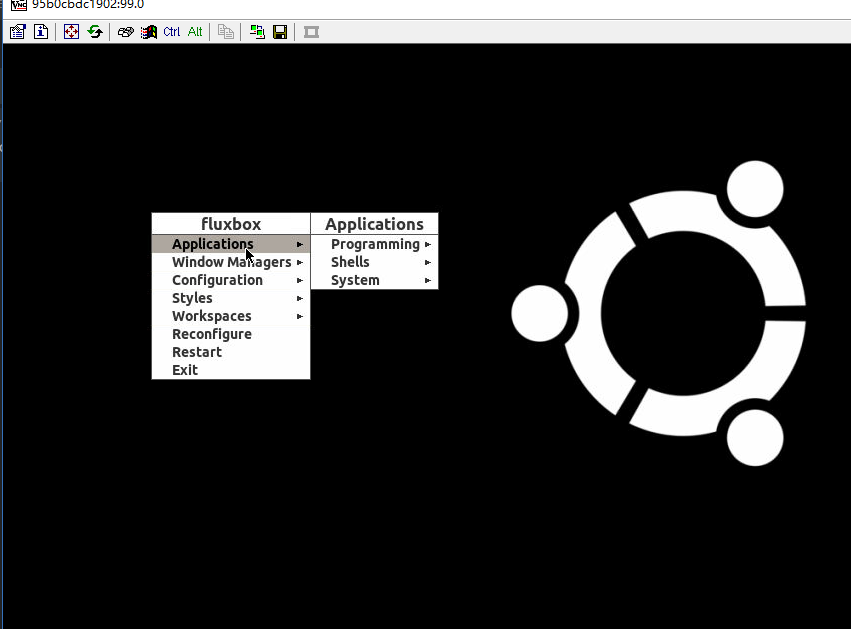 95b0cbdc1902:99.0
Ctrl Alt
fluxbox
Applications
Window Managers
Configuration
Styles
Workspaces
Reconfigure
Restart
Exit
Applications
Programming
Shells
System